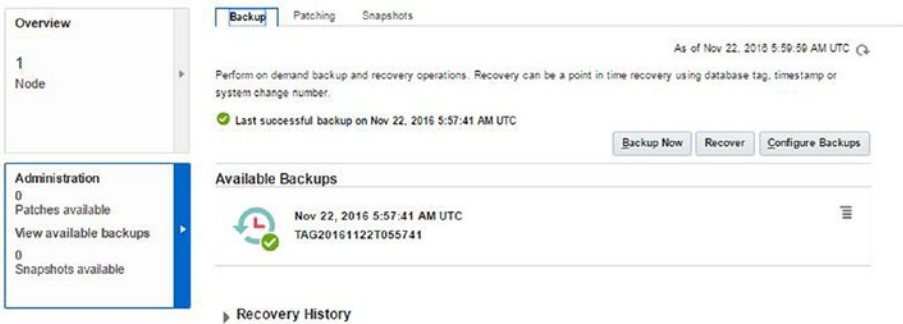 Overview
1
Node
Administration
0
Patches available
View available backups
0
Snapshots available
Backup Patching Snapshots
As of Nov 22, 2016 5:59:59 AM UTC
Perform on demand backup and recovery operations. Recovery can be a point in time recovery using database tag, timestamp or
system change number.
Last successful backup on Nov 22, 2016 5:57:41 AM UTC
Backup Now Recover Configure Backups
Available Backups
Nov 22, 2016 5:57:41 AM UTC
TAG20161122T055741
Recovery History